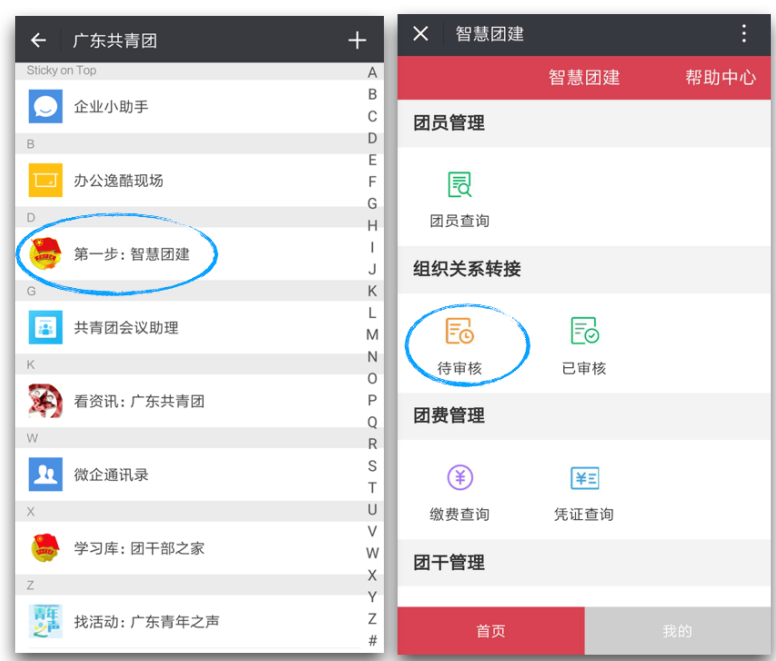 广东共青团
Sticky on Top
企业小助手
B
办公逸酷现场
D
第一步：智慧团建
G
共青团会议助理
K
看资讯：广东共青团
W
微企通讯录
X
学习库：团干部之家
Z
青年之声
找活动：广东青年之声
A
B
C
D
E
F
G
H
I
J
K
L
M
N
O
P
Q
R
S
T
U
V
W
X
Y
Z
#
智慧团建
智慧团建
帮助中心
团员管理
团员查询
组织关系转接
待审核
已审核
团费管理
缴费查询
凭证查询
团干管理
首页
我的